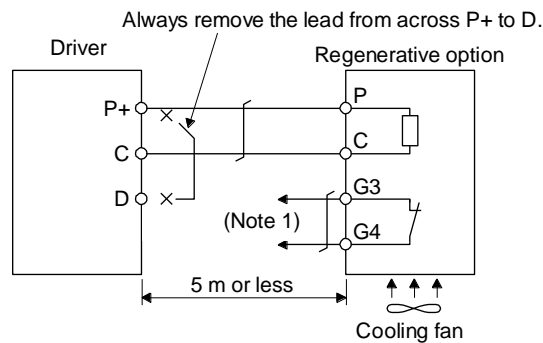 Always remove the lead from across P+ to D.
Driver
Regenerative option
P+
P
C
C
D
G3
(Note 1)
G4
5 m or less
Cooling fan